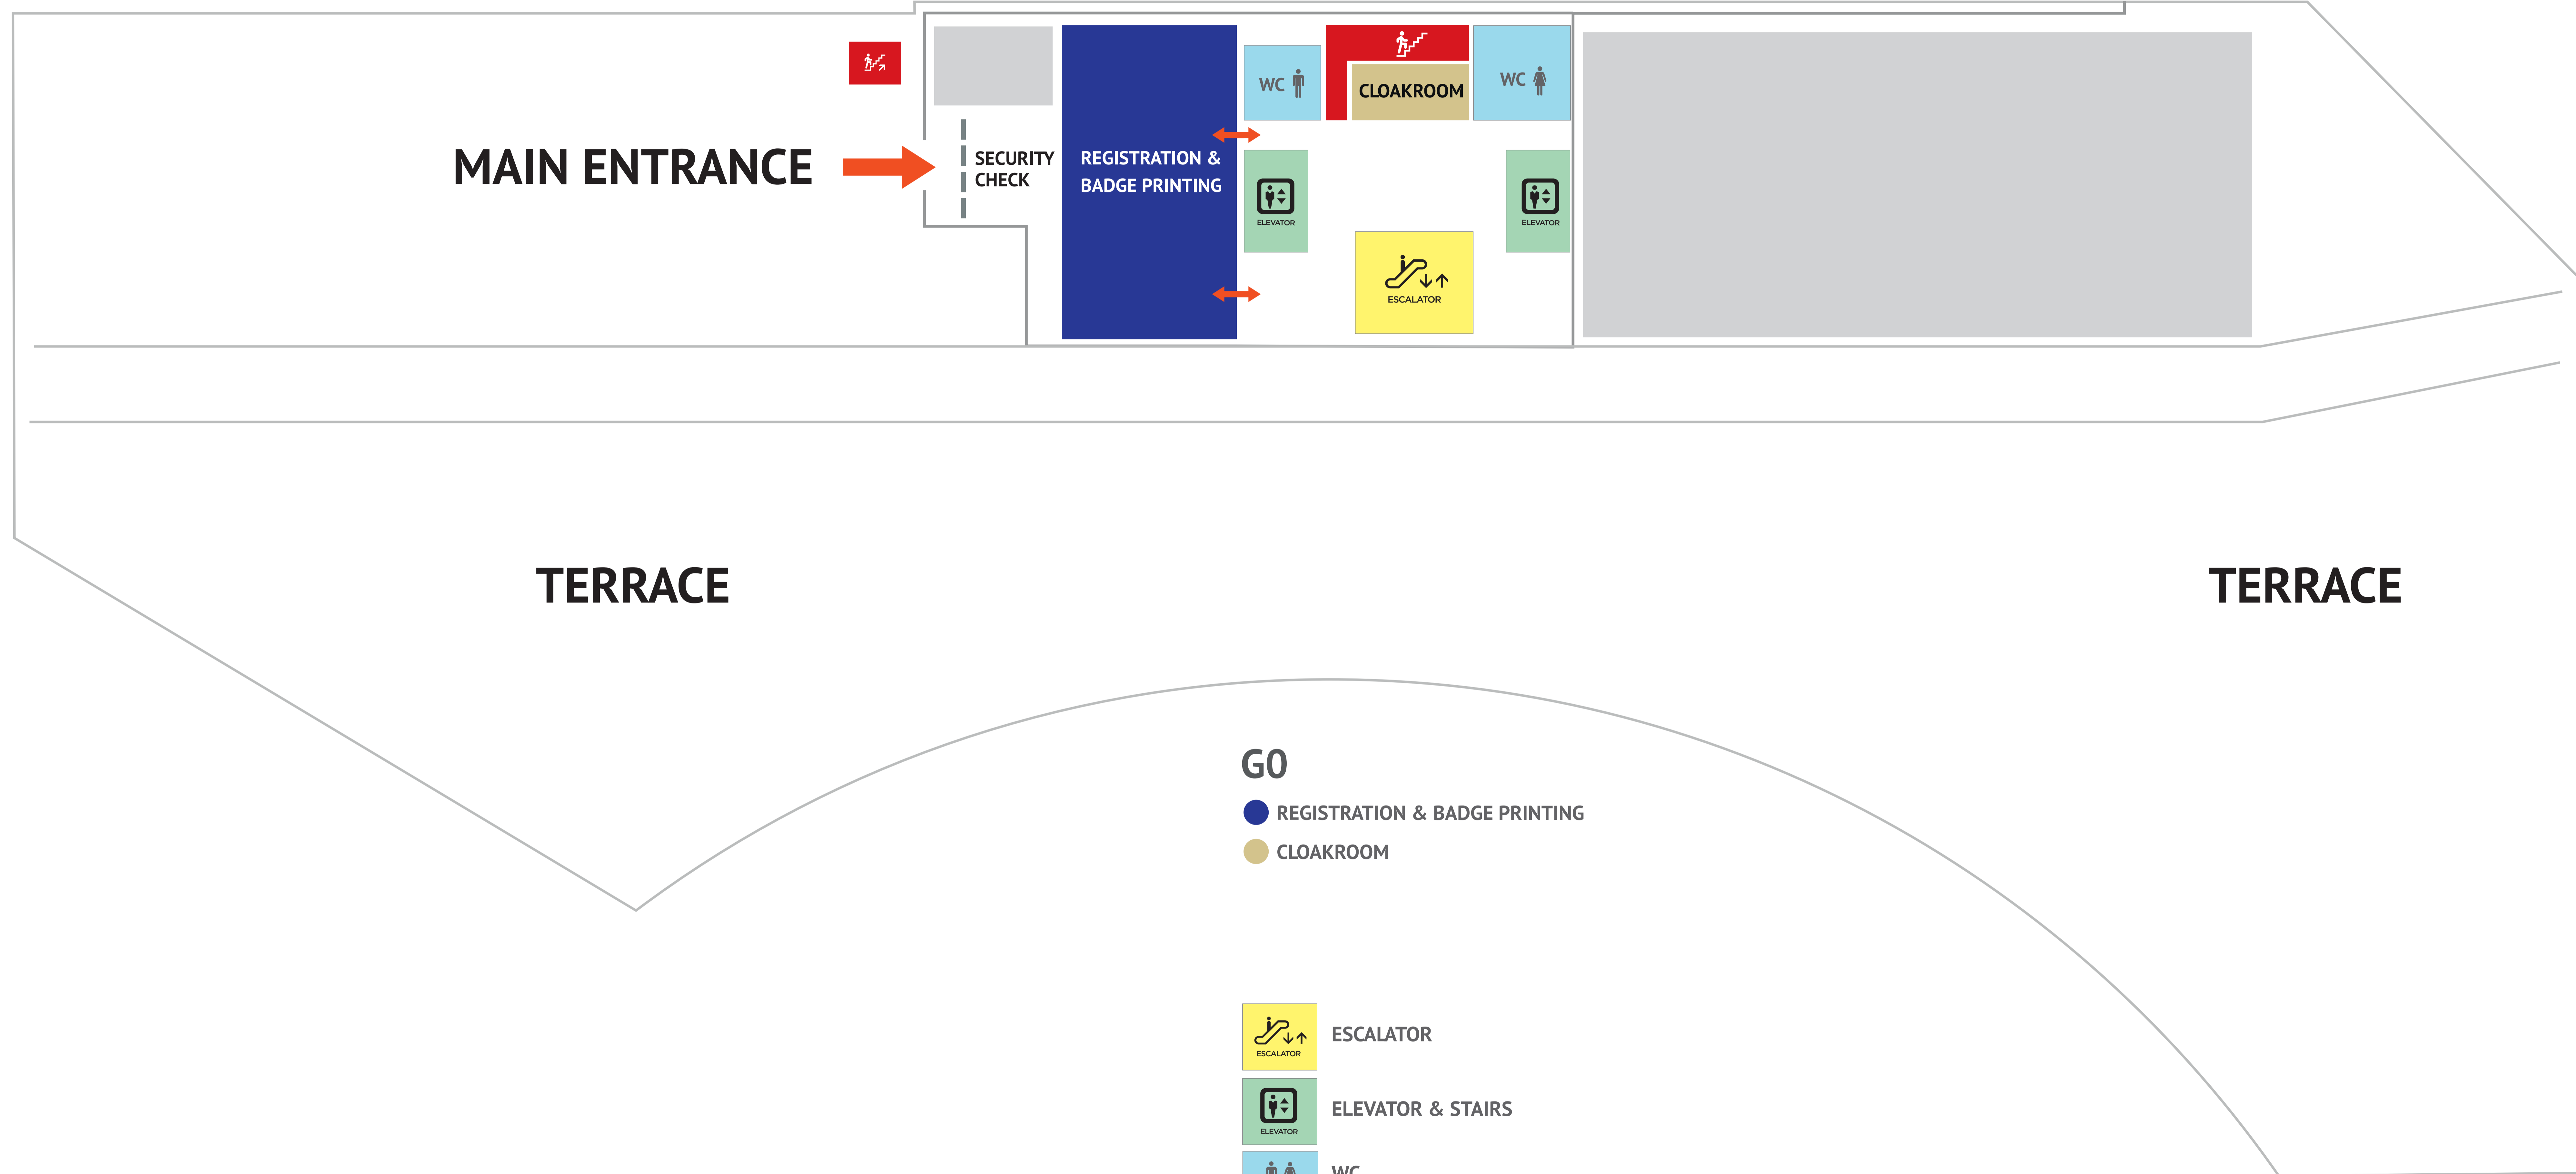 WC
CLOAKROOM
WC
MAIN ENTRANCE
SECURITY
CHECK
REGISTRATION &
BADGE PRINTING
ELEVATOR
ELEVATOR
ESCALATOR
TERRACE
TERRACE
G0
REGISTRATION & BADGE PRINTING
CLOAKROOM
ESCALATOR
ESCALATOR
ELEVATOR
ELEVATOR & STAIRS
WC